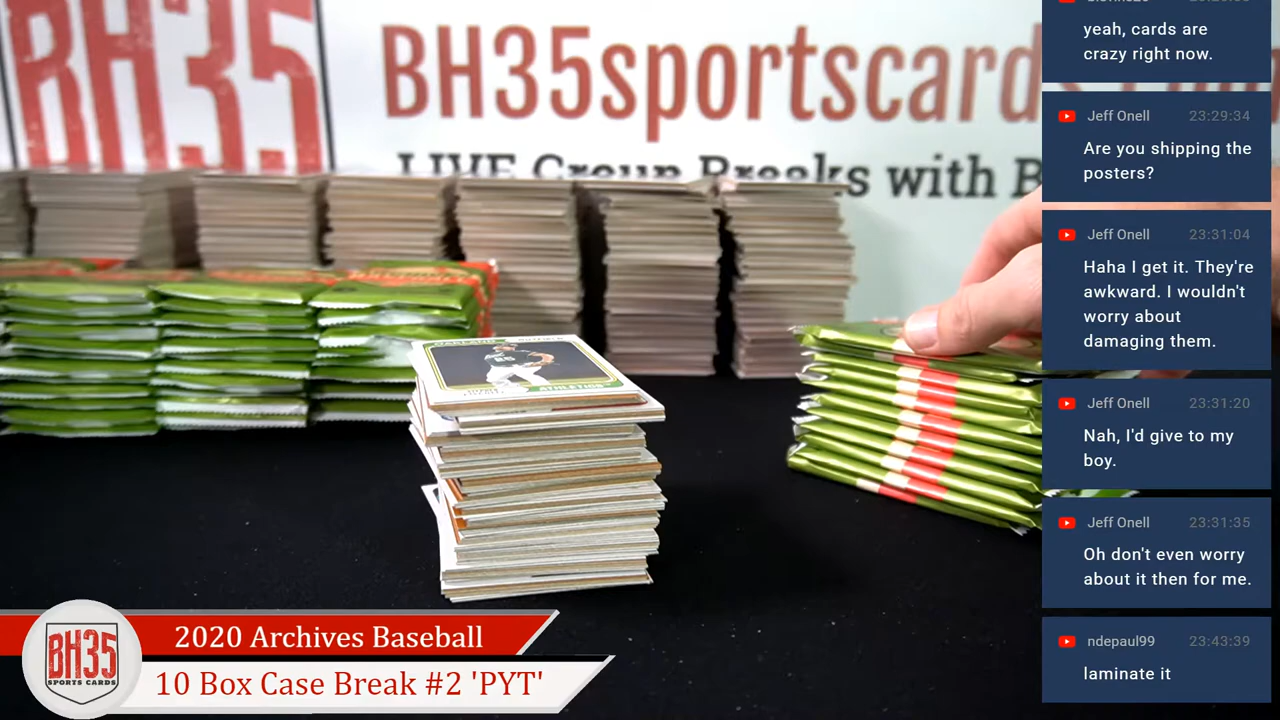 BH35
BH35sportscard
LIVE Group Breaks with B
yeah, cards are
crazy right now.
Jeff Onell 23:29:34
Are you shipping the
posters?
Jeff Onell 23:31:04
Haha I get it. They're
awkward. I wouldn't
worry about
damaging them.
Jeff Onell 23:31:20
Nah, I'd give to my
boy.
Jeff Onell 23:31:35
Oh don't even worry
about it then for me.
ndepaul99 23:43:39
laminate it
OAKLAND
ATHLETICS
2020 Archives Baseball
10 Box Case Break #2 'PYT'
BH35
SPORTS CARDS